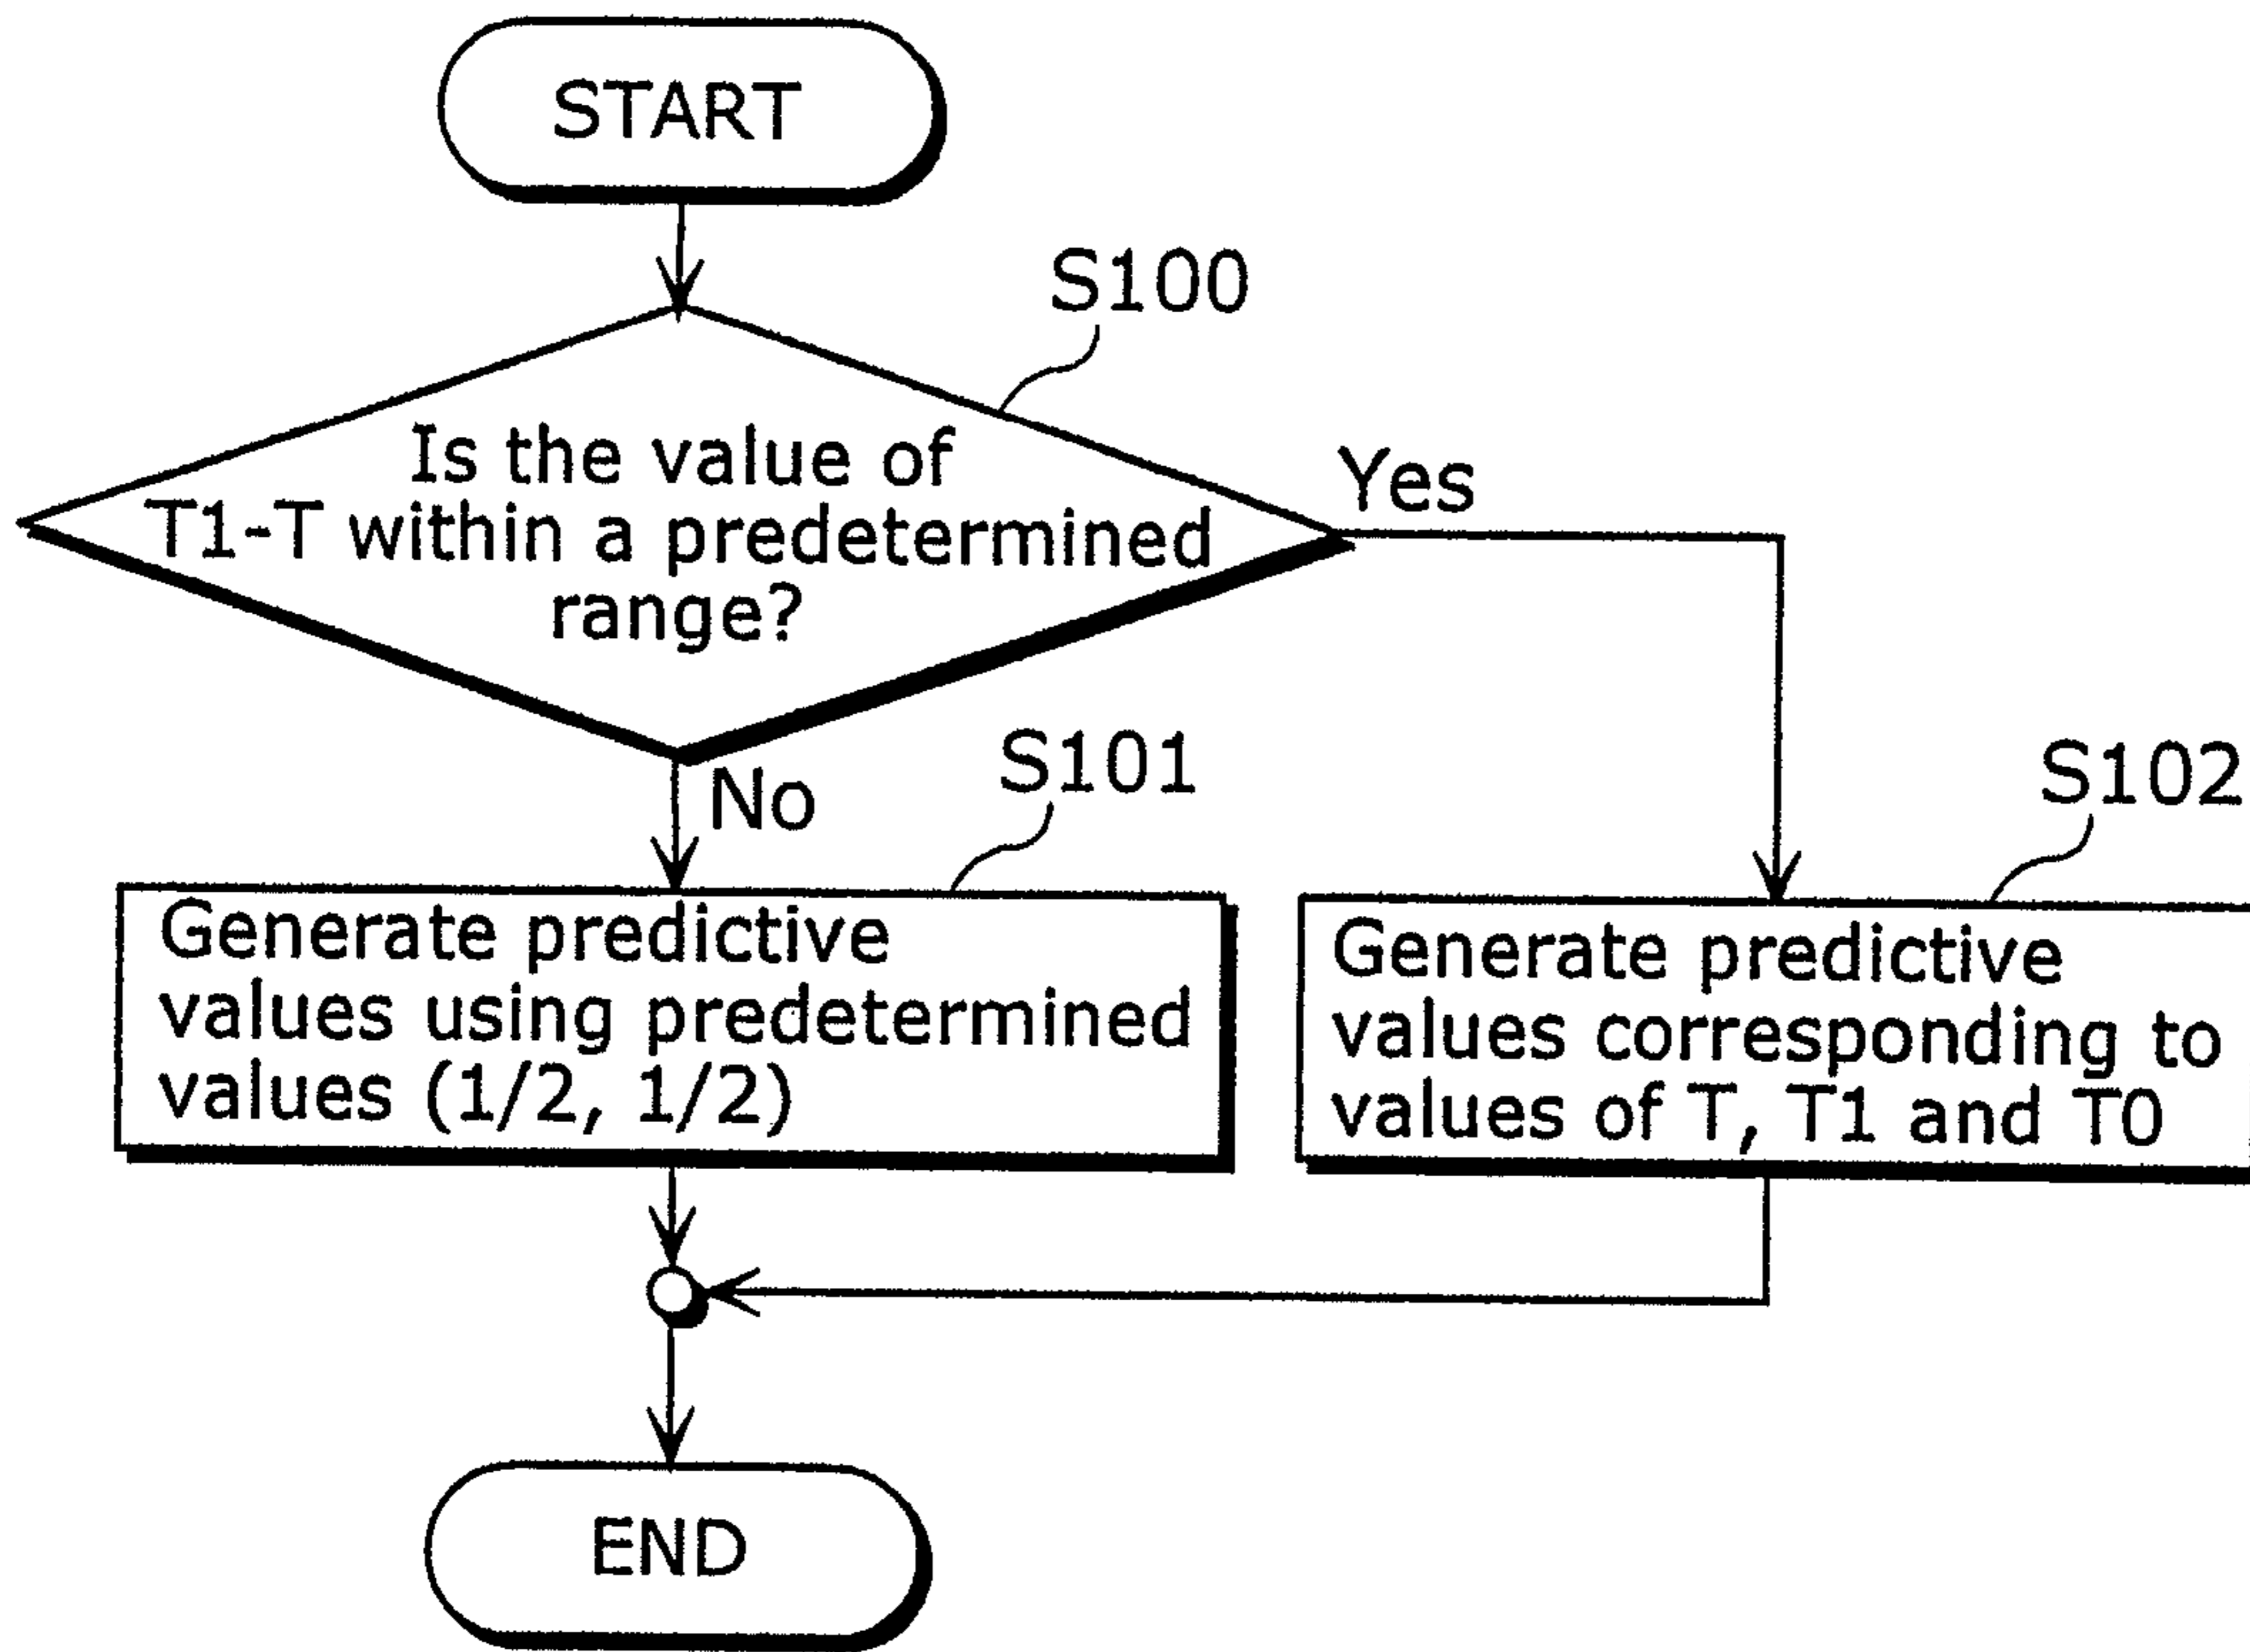 START
S100
Is the value of
T1-T within a predetermined
range?
Yes
No
S101
S102
Generate predictive
values using predetermined
values (1/2, 1/2)
Generate predictive
values corresponding to
values of T, T1 and T0
END